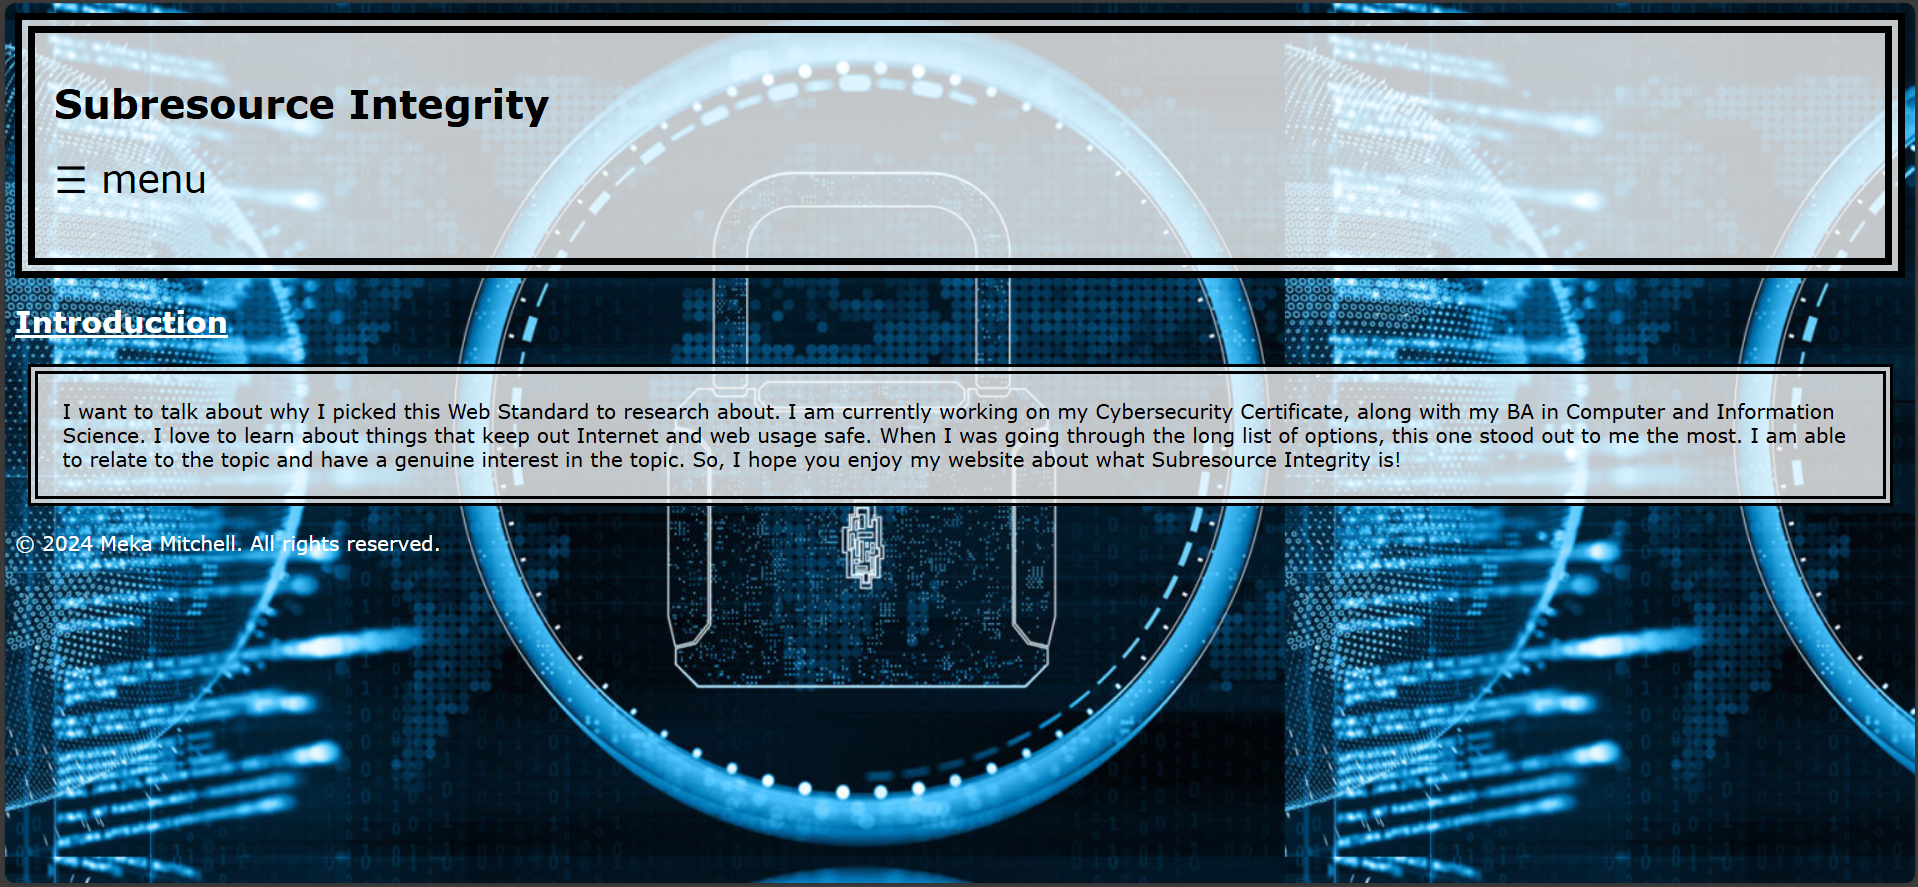 Subresource Integrity
☰ menu
Introduction
I want to talk about why I picked this Web Standard to research about. I am currently working on my Cybersecurity Certificate, along with my BA in Computer and Information
Science. I love to learn about things that keep out Internet and web usage safe. When I was going through the long list of options, this one stood out to me the most. I am able
to relate to the topic and have a genuine interest in the topic. So, I hope you enjoy my website about what Subresource Integrity is!
© 2024 Meka Mitchell. All rights reserved.